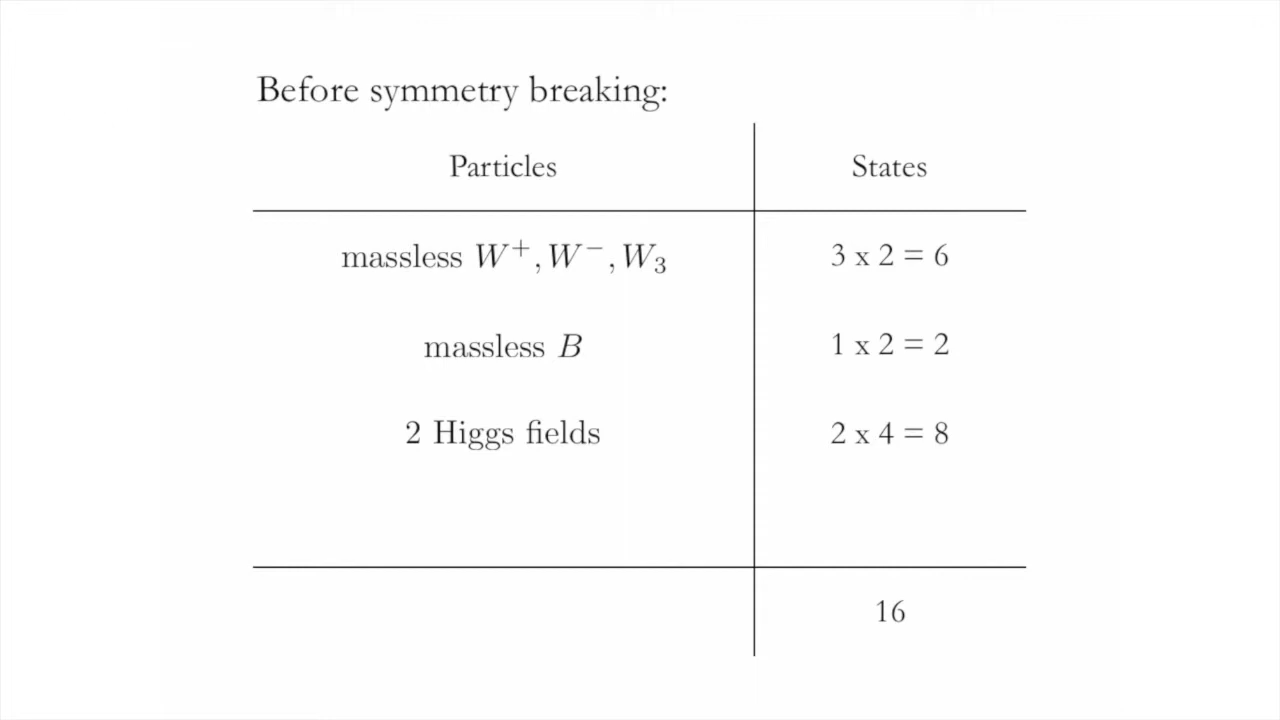 Before symmetry breaking:
Particles States
massless W⁺, W⁻, W₃ 3 x 2 = 6
massless B 1 x 2 = 2
2 Higgs fields 2 x 4 = 8
16